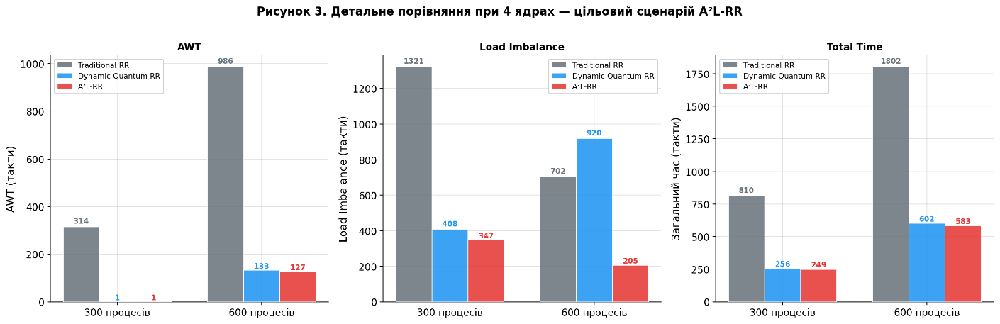 Рисунок 3. Детальне порівняння при 4 ядрах — цільовий сценарій A²L-RR
AWT
AWT (такти)
1000
800
600
400
200
0
Traditional RR
Dynamic Quantum RR
A²L-RR
314
1
1
986
133
127
300 процесів
600 процесів
Load Imbalance
Load Imbalance (такти)
1200
1000
800
600
400
200
0
Traditional RR
Dynamic Quantum RR
A²L-RR
1321
408
347
702
920
205
300 процесів
600 процесів
Total Time
Загальний час (такти)
1750
1500
1250
1000
750
500
250
0
Traditional RR
Dynamic Quantum RR
A²L-RR
810
256
249
1802
602
583
300 процесів
600 процесів